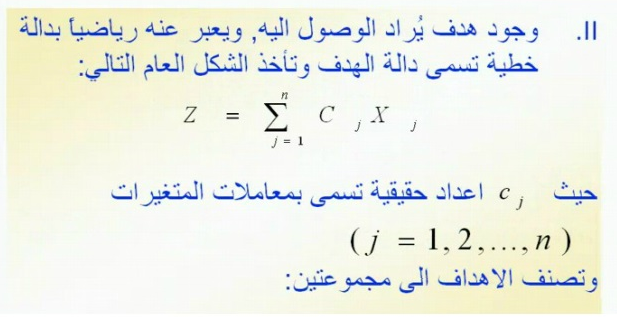 II. وجود هدف يُراد الوصول اليه, ويعبر عنه رياضياً بدالة
خطية تسمى دالة الهدف وتأخذ الشكل العام التالي:
Z = ∑_{j = 1}^{n} C_j X_j
حيث c_j اعداد حقيقية تسمى بمعاملات المتغيرات
( j = 1, 2, ..., n )
وتصنف الاهداف الى مجموعتين: